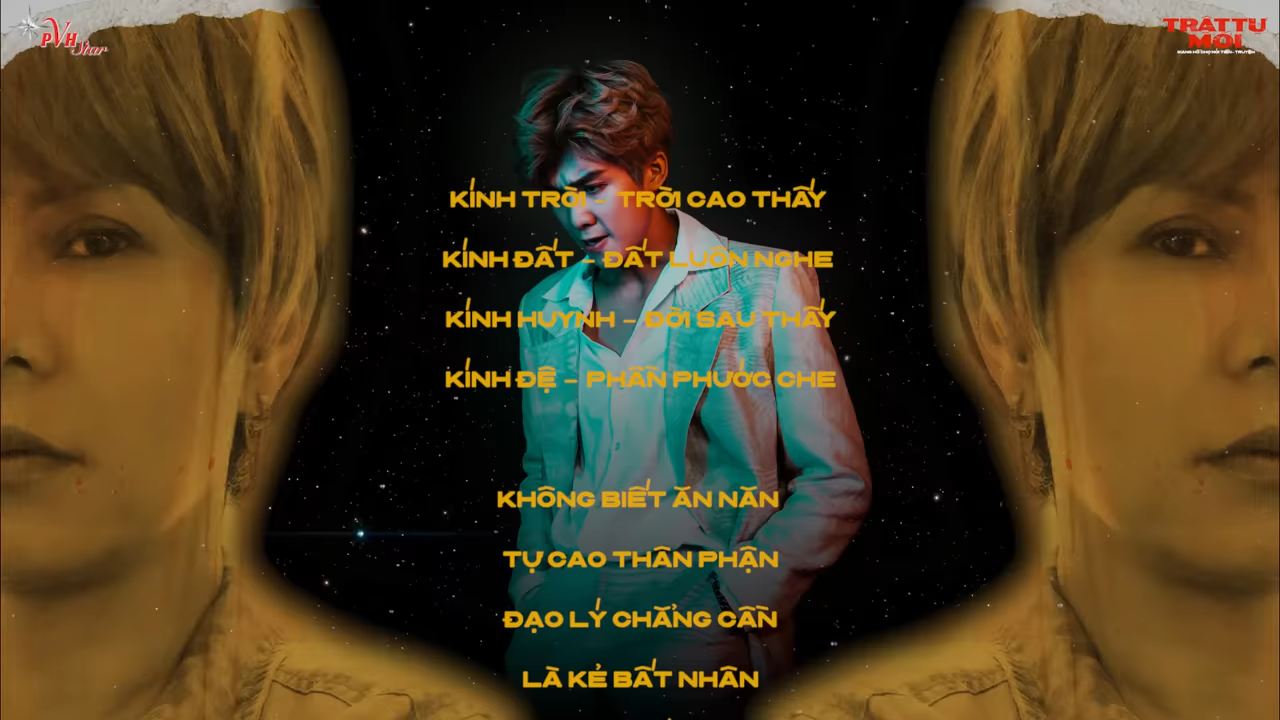 PVH Star
TRẬT TỰ
MỚI
KÍNH TRỜI - TRỜI CAO THẤY
KÍNH ĐẤT - ĐẤT LUÔN NGHE
KÍNH HUYNH - ĐỜI SAU THẤY
KÍNH ĐỆ - PHẦN PHƯỚC CHE
KHÔNG BIẾT ĂN NĂN
TỰ CAO THÂN PHẬN
ĐẠO LÝ CHẲNG CẦN
LÀ KẺ BẤT NHÂN